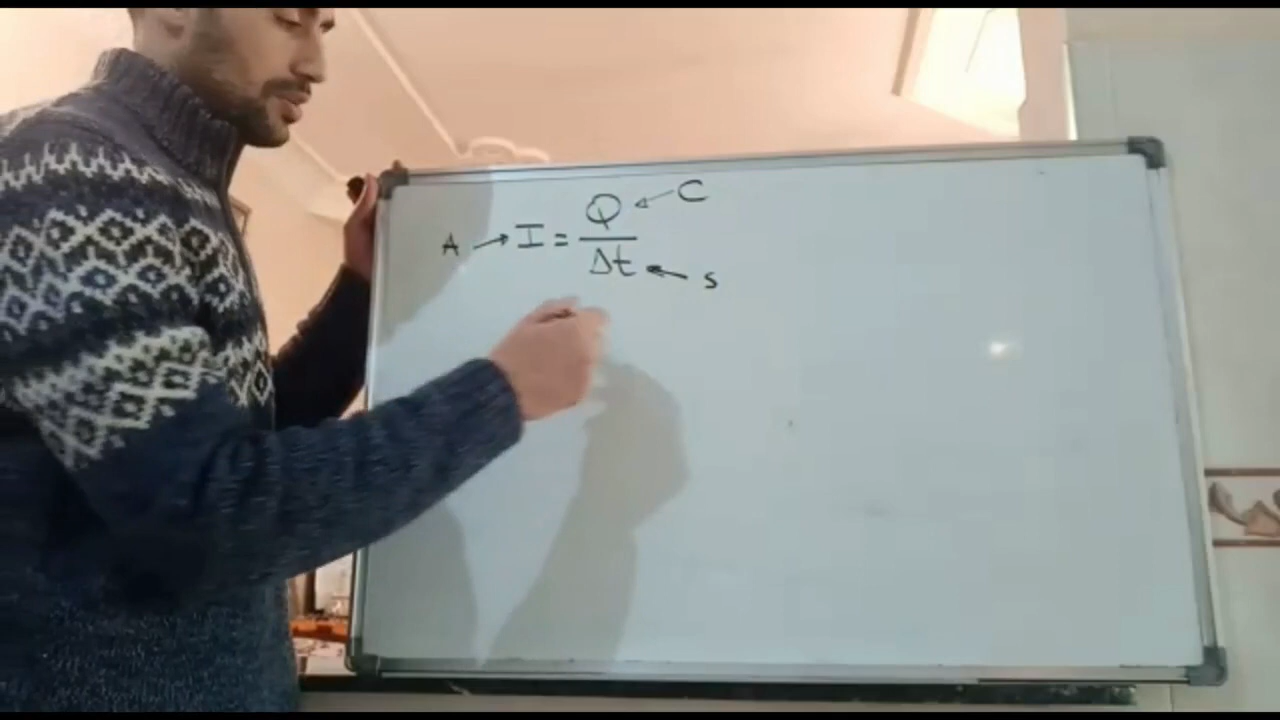 Q ← C
A → I = ───
Δt ← s